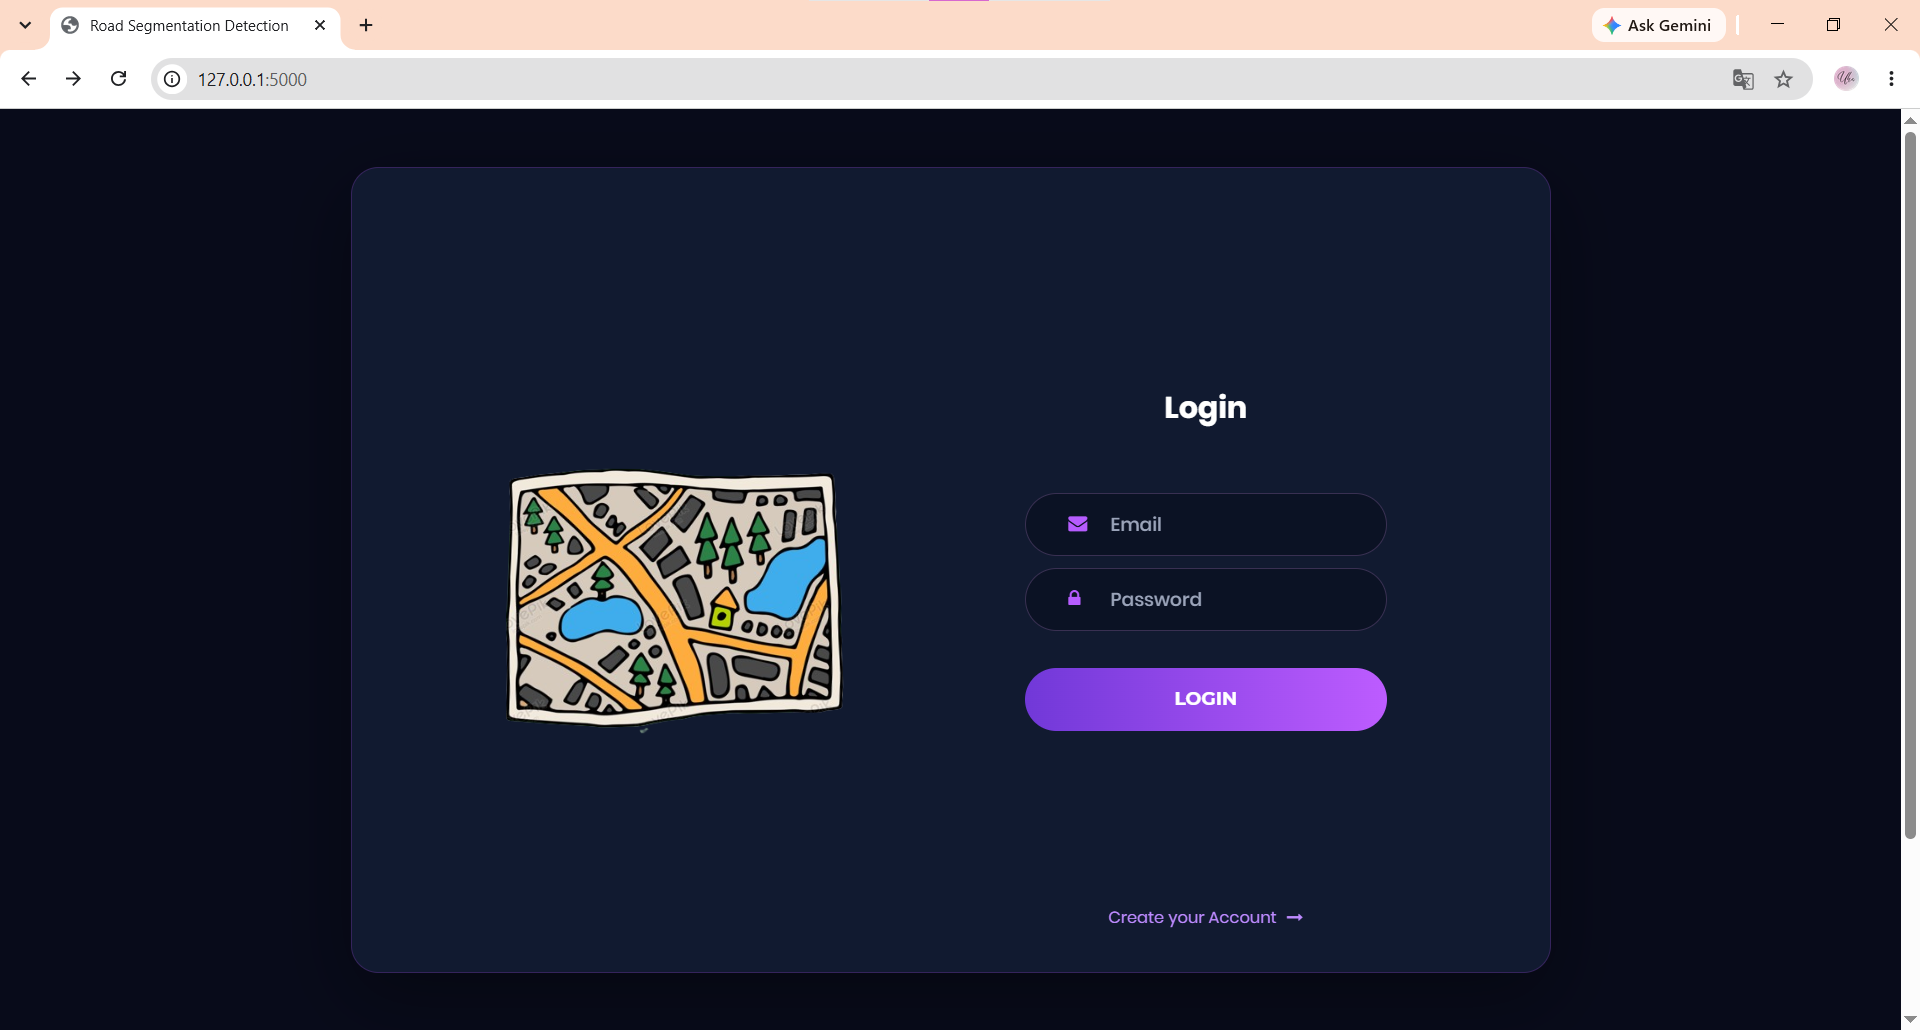 Road Segmentation Detection
Ask Gemini
127.0.0.1:5000
Login
Email
Password
LOGIN
Create your Account